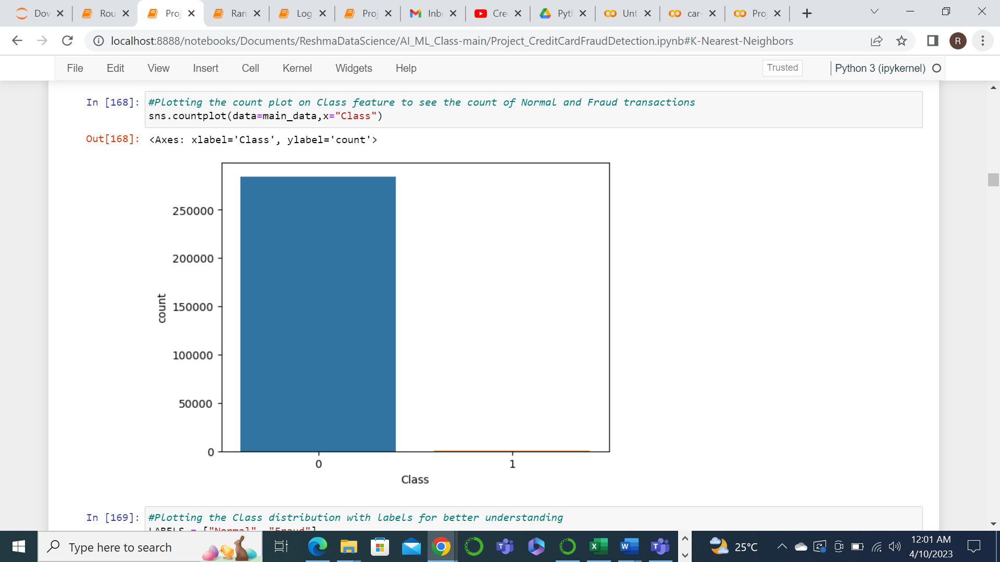 Dov
Rou
Proj
Ran
Log
Proj
Inb
Cre
Pyt
Unt
car-
Pro
localhost:8888/notebooks/Documents/ReshmaDataScience/AI_ML_Class-main/Project_CreditCardFraudDetection.ipynb#K-Nearest-Neighbors
R
File Edit View Insert Cell Kernel Widgets Help
Trusted
Python 3 (ipykernel)
In [168]: #Plotting the count plot on Class feature to see the count of Normal and Fraud transactions
sns.countplot(data=main_data,x="Class")
Out[168]: <Axes: xlabel='Class', ylabel='count'>
250000
200000
150000
100000
50000
0
count
0 1
Class
In [169]: #Plotting the Class distribution with labels for better understanding
LABELS = ["Normal", "Fraud"]
Type here to search
25°C
12:01 AM
4/10/2023